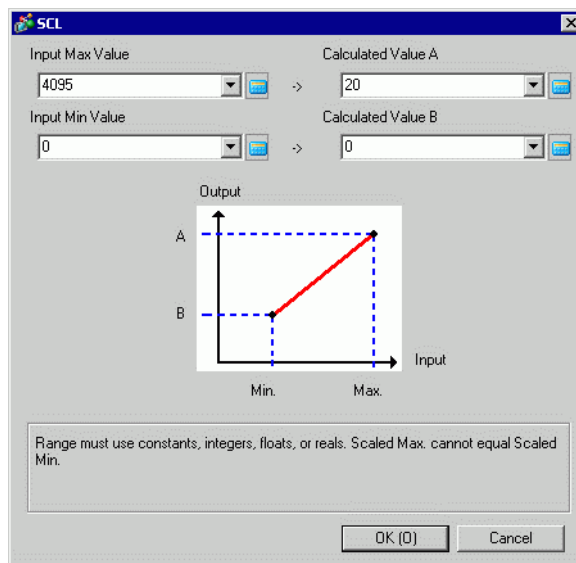 SCL
Input Max Value
Calculated Value A
4095
->
20
Input Min Value
Calculated Value B
0
->
0
Output
A
B
Input
Min.
Max.
Range must use constants, integers, floats, or reals. Scaled Max. cannot equal Scaled
Min.
OK (O)
Cancel